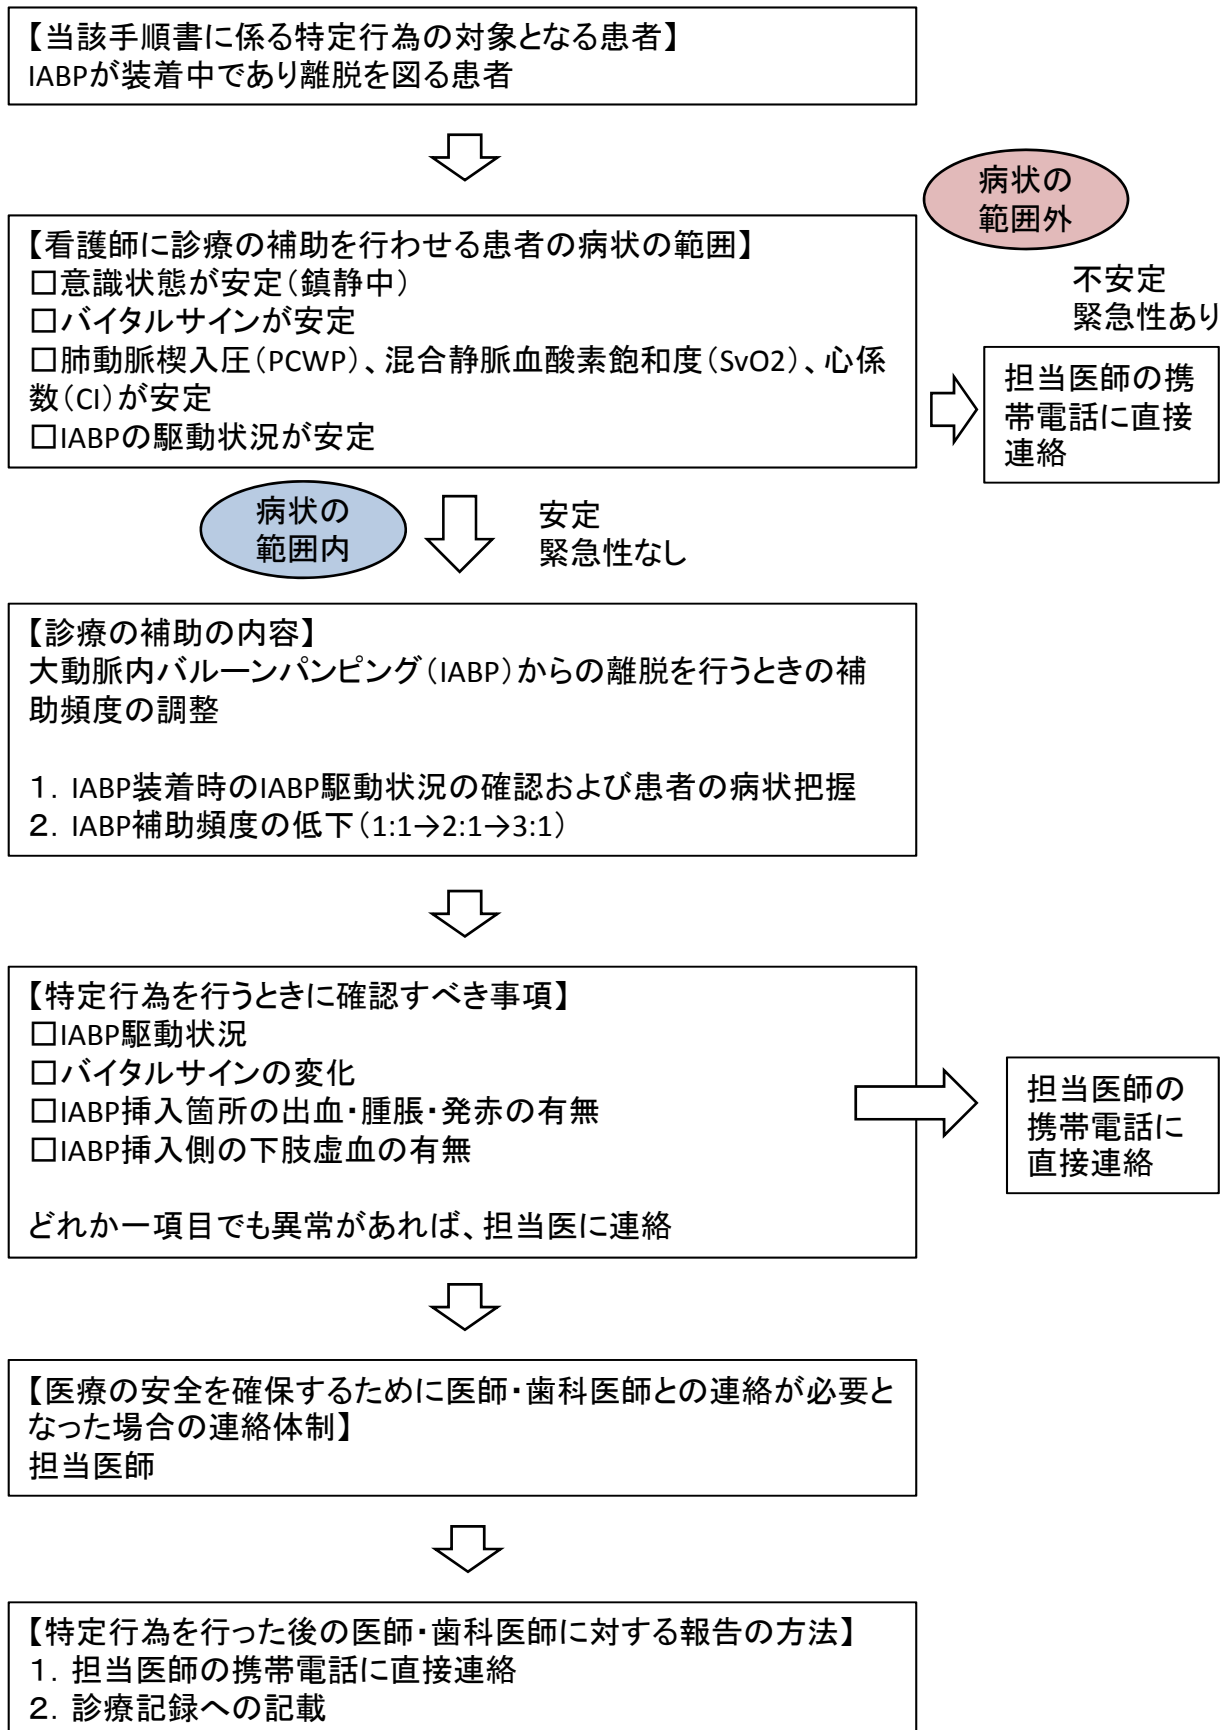 【当該手順書に係る特定行為の対象となる患者】
IABPが装着中であり離脱を図る患者
病状の
範囲外
【看護師に診療の補助を行わせる患者の病状の範囲】
□意識状態が安定（鎮静中）
□バイタルサインが安定
□肺動脈楔入圧（PCWP）、混合静脈血酸素飽和度（SvO2）、心係
数（CI）が安定
□IABPの駆動状況が安定
不安定
緊急性あり
担当医師の携
帯電話に直接
連絡
病状の
範囲内
安定
緊急性なし
【診療の補助の内容】
大動脈内バルーンパンピング（IABP）からの離脱を行うときの補
助頻度の調整
１．IABP装着時のIABP駆動状況の確認および患者の病状把握
２．IABP補助頻度の低下（1:1→2:1→3:1）
【特定行為を行うときに確認すべき事項】
□IABP駆動状況
□バイタルサインの変化
□IABP挿入箇所の出血・腫脹・発赤の有無
□IABP挿入側の下肢虚血の有無
どれか一項目でも異常があれば、担当医に連絡
担当医師の
携帯電話に
直接連絡
【医療の安全を確保するために医師・歯科医師との連絡が必要と
なった場合の連絡体制】
担当医師
【特定行為を行った後の医師・歯科医師に対する報告の方法】
１．担当医師の携帯電話に直接連絡
２．診療記録への記載